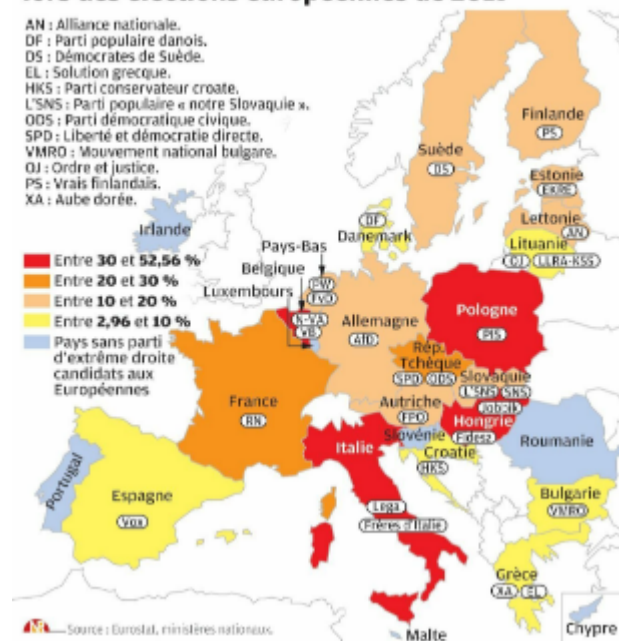 lors des élections européennes de 2019
AN : Alliance nationale.
DF : Parti populaire danois.
DS : Démocrates de Suède.
EL : Solution grecque.
HKS : Parti conservateur croate.
L'SNS : Parti populaire « notre Slovaquie ».
ODS : Parti démocratique civique.
SPD : Liberté et démocratie directe.
VMRO : Mouvement national bulgare.
OJ : Ordre et justice.
PS : Vrais finlandais.
XA : Aube dorée.
Entre 30 et 52,56 %
Entre 20 et 30 %
Entre 10 et 20 %
Entre 2,96 et 10 %
Pays sans parti
d'extrême droite
candidats aux
Européennes
Finlande
PS
Suède
DS
Estonie
EKRE
Lettonie
AN
Lituanie
OJ
LLRA-KSS
DF
Danemark
Irlande
Pays-Bas
Belgique
Luxembourg
PVV
FvD
N-VA
VB
Allemagne
AfD
Pologne
PIS
Rép.
Tchèque
SPD
ODS
Slovaquie
L'SNS
SNS
Autriche
FPÖ
Jobbik
Hongrie
Fidesz
Slovénie
Croatie
HKS
Roumanie
France
RN
Italie
Lega
Frères d'Italie
Portugal
Espagne
Vox
Bulgarie
VMRO
Grèce
XA
EL
Malte
Chypre
Source : Eurostat, ministères nationaux.